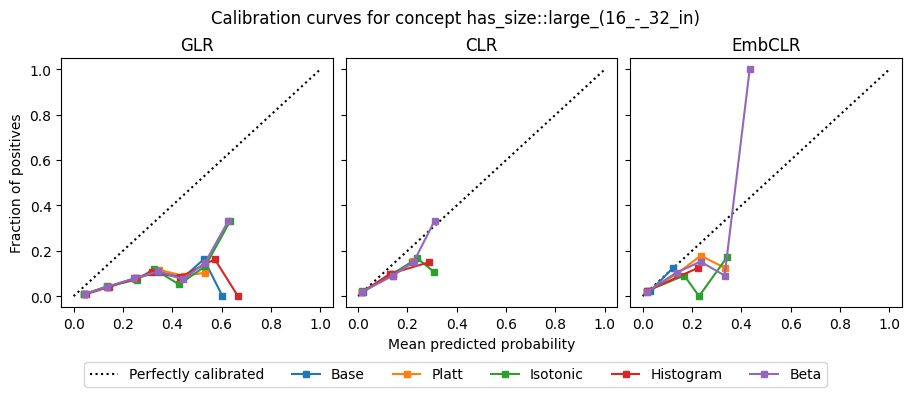 Calibration curves for concept has_size::large_(16_-_32_in)
GLR
CLR
EmbCLR
Fraction of positives
1.0
0.8
0.6
0.4
0.2
0.0
0.0 0.2 0.4 0.6 0.8 1.0
0.0 0.2 0.4 0.6 0.8 1.0
0.0 0.2 0.4 0.6 0.8 1.0
Mean predicted probability
Perfectly calibrated Base Platt Isotonic Histogram Beta